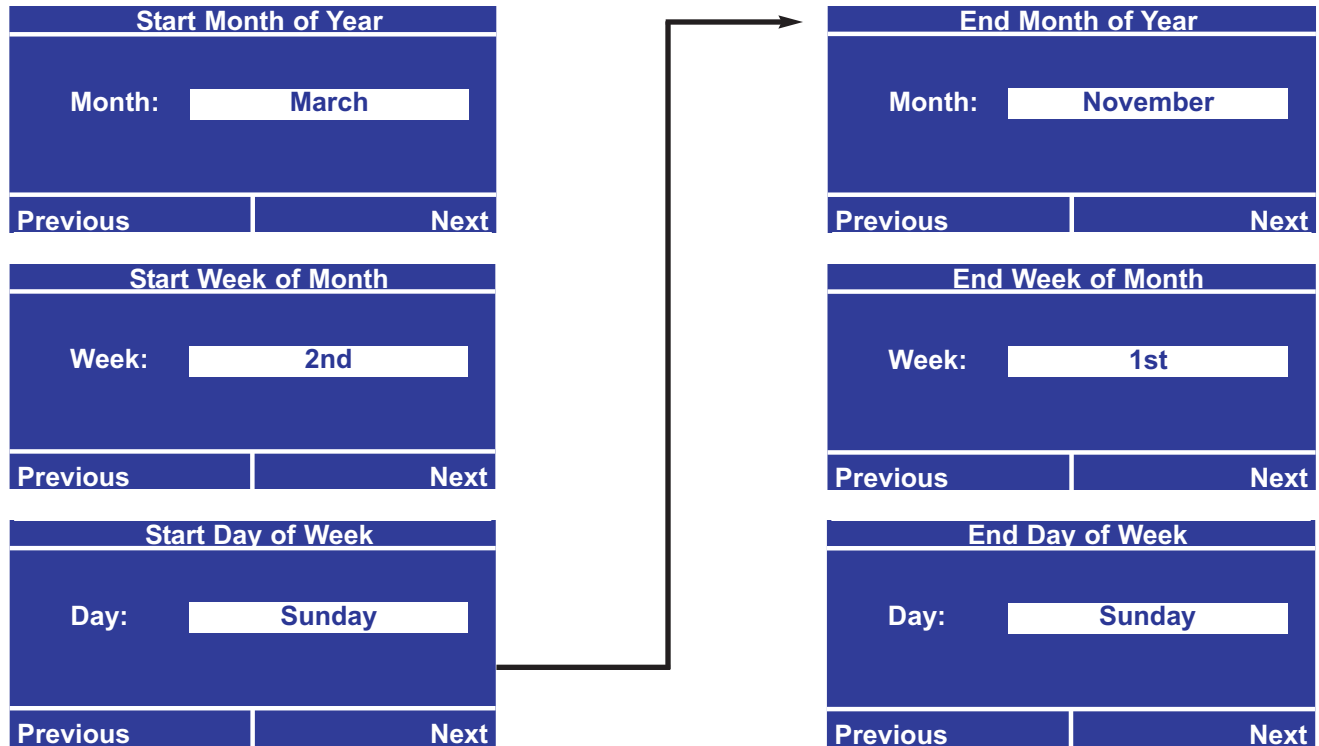 Start Month of Year
Month: March
Previous Next
Start Week of Month
Week: 2nd
Previous Next
Start Day of Week
Day: Sunday
Previous Next
End Month of Year
Month: November
Previous Next
End Week of Month
Week: 1st
Previous Next
End Day of Week
Day: Sunday
Previous Next